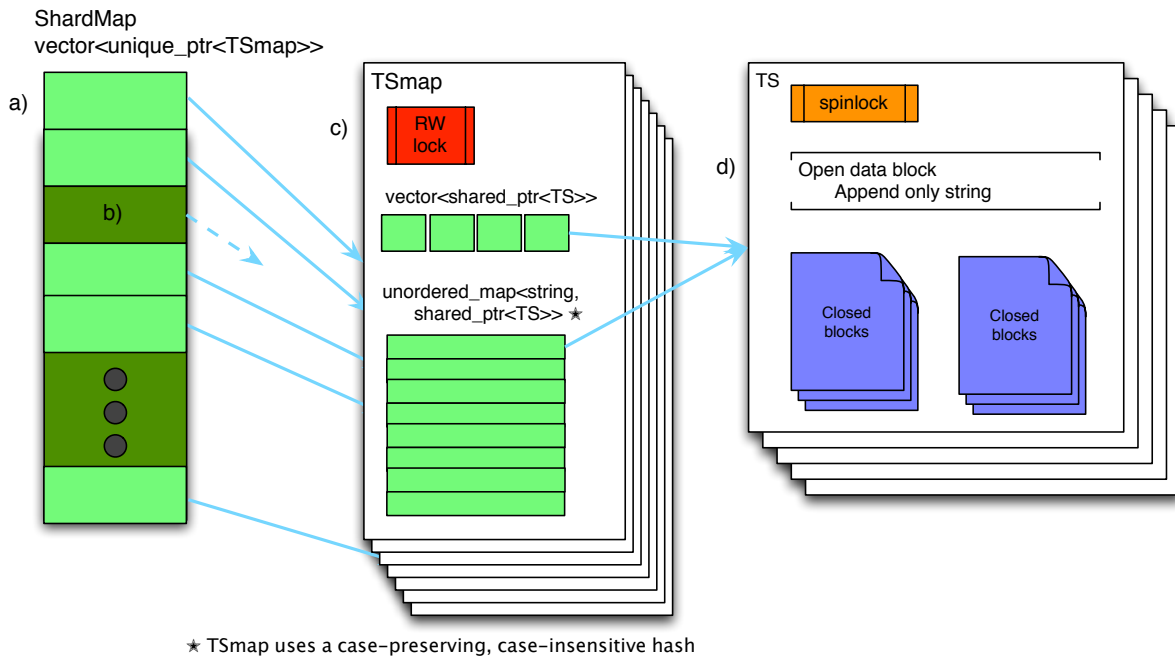 ShardMap
vector<unique_ptr<TSmap>>
a)
b)
c)
TSmap
RW
lock
vector<shared_ptr<TS>>
unordered_map<string,
shared_ptr<TS>> ★
d)
TS
spinlock
Open data block
Append only string
Closed
blocks
Closed
blocks
★ TSmap uses a case-preserving, case-insensitive hash